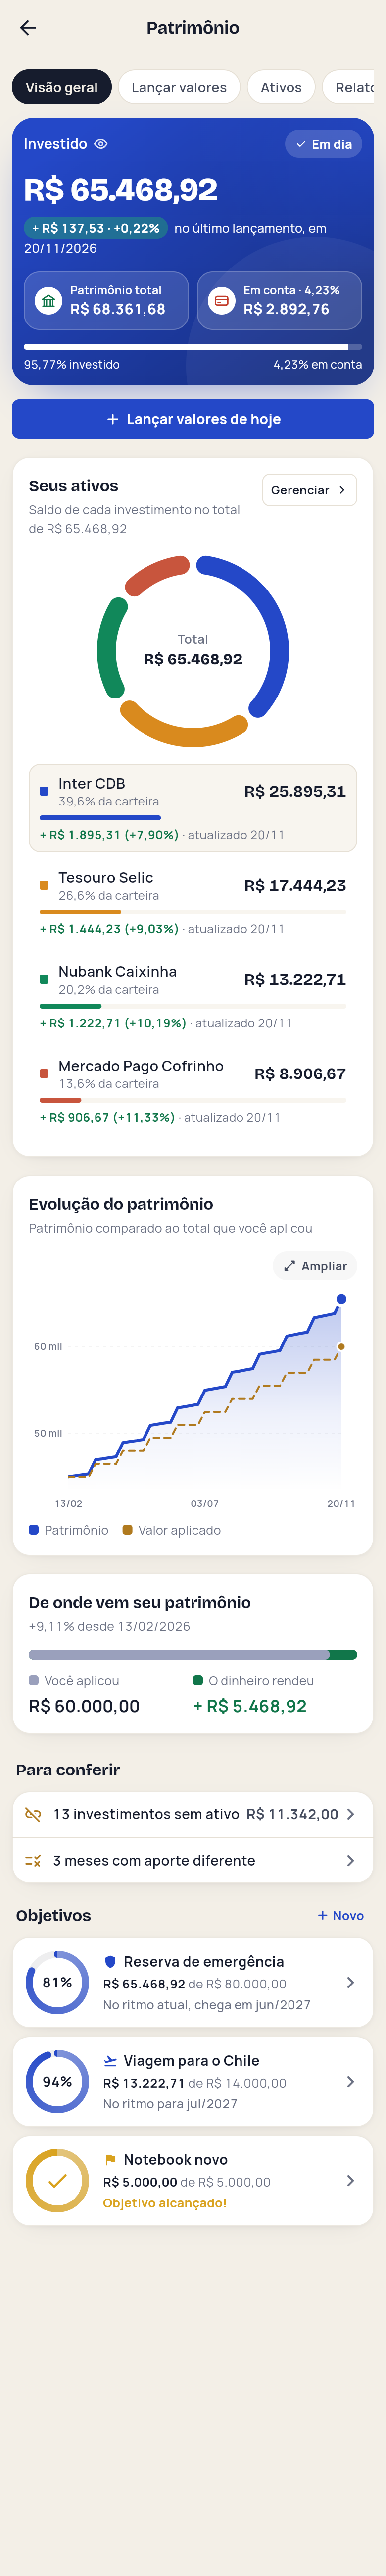 Patrimônio
Visão geral
Lançar valores
Ativos
Relató
Investido
Em dia
R$ 65.468,92
+ R$ 137,53 · +0,22% no último lançamento, em
20/11/2026
Patrimônio total
R$ 68.361,68
Em conta · 4,23%
R$ 2.892,76
95,77% investido
4,23% em conta
+ Lançar valores de hoje
Seus ativos
Gerenciar
Saldo de cada investimento no total
de R$ 65.468,92
Total
R$ 65.468,92
Inter CDB
39,6% da carteira
R$ 25.895,31
+ R$ 1.895,31 (+7,90%) · atualizado 20/11
Tesouro Selic
26,6% da carteira
R$ 17.444,23
+ R$ 1.444,23 (+9,03%) · atualizado 20/11
Nubank Caixinha
20,2% da carteira
R$ 13.222,71
+ R$ 1.222,71 (+10,19%) · atualizado 20/11
Mercado Pago Cofrinho
13,6% da carteira
R$ 8.906,67
+ R$ 906,67 (+11,33%) · atualizado 20/11
Evolução do patrimônio
Patrimônio comparado ao total que você aplicou
Ampliar
60 mil
50 mil
13/02
03/07
20/11
Patrimônio
Valor aplicado
De onde vem seu patrimônio
+9,11% desde 13/02/2026
Você aplicou
R$ 60.000,00
O dinheiro rendeu
+ R$ 5.468,92
Para conferir
13 investimentos sem ativo R$ 11.342,00
3 meses com aporte diferente
Objetivos
+ Novo
81%
Reserva de emergência
R$ 65.468,92 de R$ 80.000,00
No ritmo atual, chega em jun/2027
94%
Viagem para o Chile
R$ 13.222,71 de R$ 14.000,00
No ritmo para jul/2027
Notebook novo
R$ 5.000,00 de R$ 5.000,00
Objetivo alcançado!